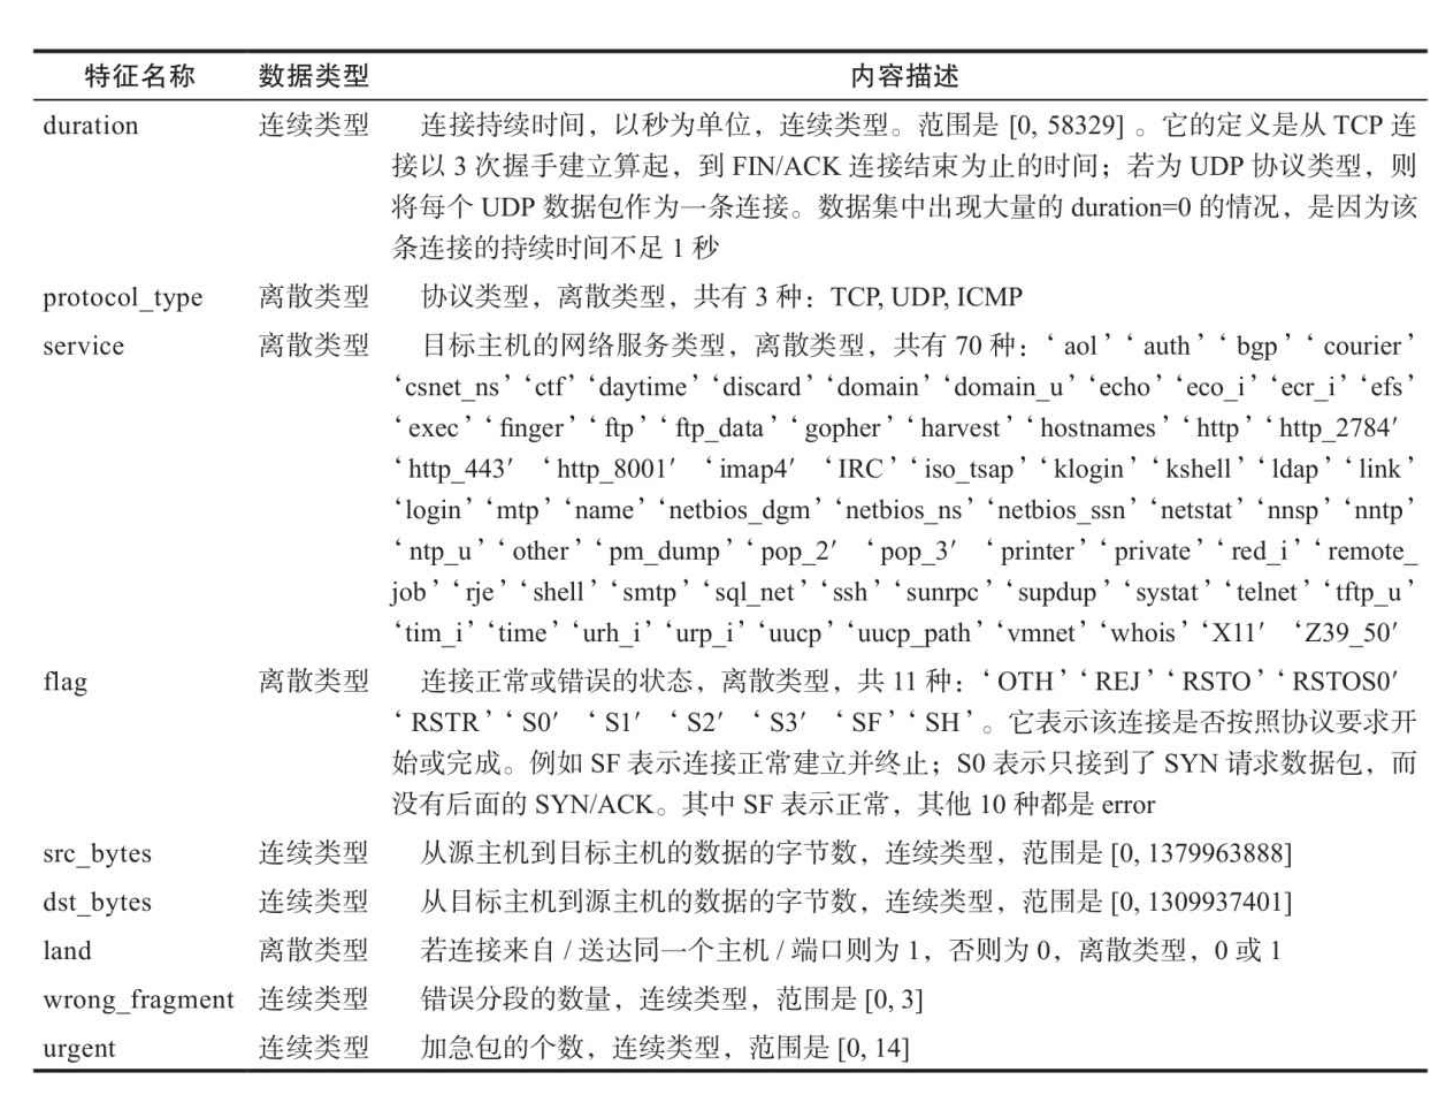 特征名称 数据类型 内容描述
duration 连续类型 连接持续时间，以秒为单位，连续类型。范围是 [0, 58329] 。它的定义是从 TCP 连
接以 3 次握手建立算起，到 FIN/ACK 连接结束为止的时间；若为 UDP 协议类型，则
将每个 UDP 数据包作为一条连接。数据集中出现大量的 duration=0 的情况，是因为该
条连接的持续时间不足 1 秒
protocol_type 离散类型 协议类型，离散类型，共有 3 种：TCP, UDP, ICMP
service 离散类型 目标主机的网络服务类型，离散类型，共有 70 种：‘ aol’ ‘ auth’ ‘ bgp’ ‘ courier’
‘csnet_ns’ ‘ctf’ ‘daytime’ ‘discard’ ‘domain’ ‘domain_u’ ‘echo’ ‘eco_i’ ‘ecr_i’ ‘efs’
‘exec’ ‘finger’ ‘ftp’ ‘ftp_data’ ‘gopher’ ‘harvest’ ‘hostnames’ ‘http’ ‘http_2784′
‘http_443′ ‘http_8001′ ‘imap4′ ‘IRC’ ‘iso_tsap’ ‘klogin’ ‘kshell’ ‘ldap’ ‘link’
‘login’ ‘mtp’ ‘name’ ‘netbios_dgm’ ‘netbios_ns’ ‘netbios_ssn’ ‘netstat’ ‘nnsp’ ‘nntp’
‘ntp_u’ ‘other’ ‘pm_dump’ ‘pop_2′ ‘pop_3′ ‘printer’ ‘private’ ‘red_i’ ‘remote_
job’ ‘rje’ ‘shell’ ‘smtp’ ‘sql_net’ ‘ssh’ ‘sunrpc’ ‘supdup’ ‘systat’ ‘telnet’ ‘tftp_u’
‘tim_i’ ‘time’ ‘urh_i’ ‘urp_i’ ‘uucp’ ‘uucp_path’ ‘vmnet’ ‘whois’ ‘X11′ ‘Z39_50′
flag 离散类型 连接正常或错误的状态，离散类型，共 11 种：‘OTH’ ‘REJ’ ‘RSTO’ ‘RSTOS0′
‘RSTR’ ‘S0′ ‘S1′ ‘S2′ ‘S3′ ‘SF’ ‘SH’。它表示该连接是否按照协议要求开
始或完成。例如 SF 表示连接正常建立并终止；S0 表示只接到了 SYN 请求数据包，而
没有后面的 SYN/ACK。其中 SF 表示正常，其他 10 种都是 error
src_bytes 连续类型 从源主机到目标主机的数据的字节数，连续类型，范围是 [0, 1379963888]
dst_bytes 连续类型 从目标主机到源主机的数据的字节数，连续类型，范围是 [0, 1309937401]
land 离散类型 若连接来自 / 送达同一个主机 / 端口则为 1，否则为 0，离散类型，0 或 1
wrong_fragment 连续类型 错误分段的数量，连续类型，范围是 [0, 3]
urgent 连续类型 加急包的个数，连续类型，范围是 [0, 14]